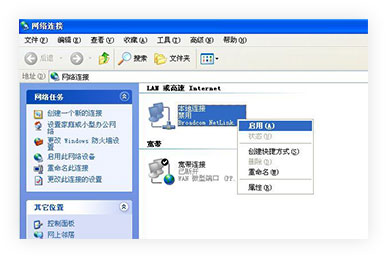 网络连接
文件(F) 编辑(E) 查看(V) 收藏(A) 工具(T) 高级(N) 帮助(H)
后退 搜索 文件夹
地址(D) 网络连接
网络任务
创建一个新的连接
设置家庭或小型办公网络
更改 Windows 防火墙设置
启用此网络设备
重命名此连接
更改此连接的设置
其它位置
控制面板
网上邻居
LAN 或高速 Internet
本地连接
禁用
Broadcom NetLink
启用(A)
状态(U)
创建快捷方式(S)
删除(D)
重命名(M)
属性(R)
宽带
宽带连接
已断开
WAN 微型端口 (PP...